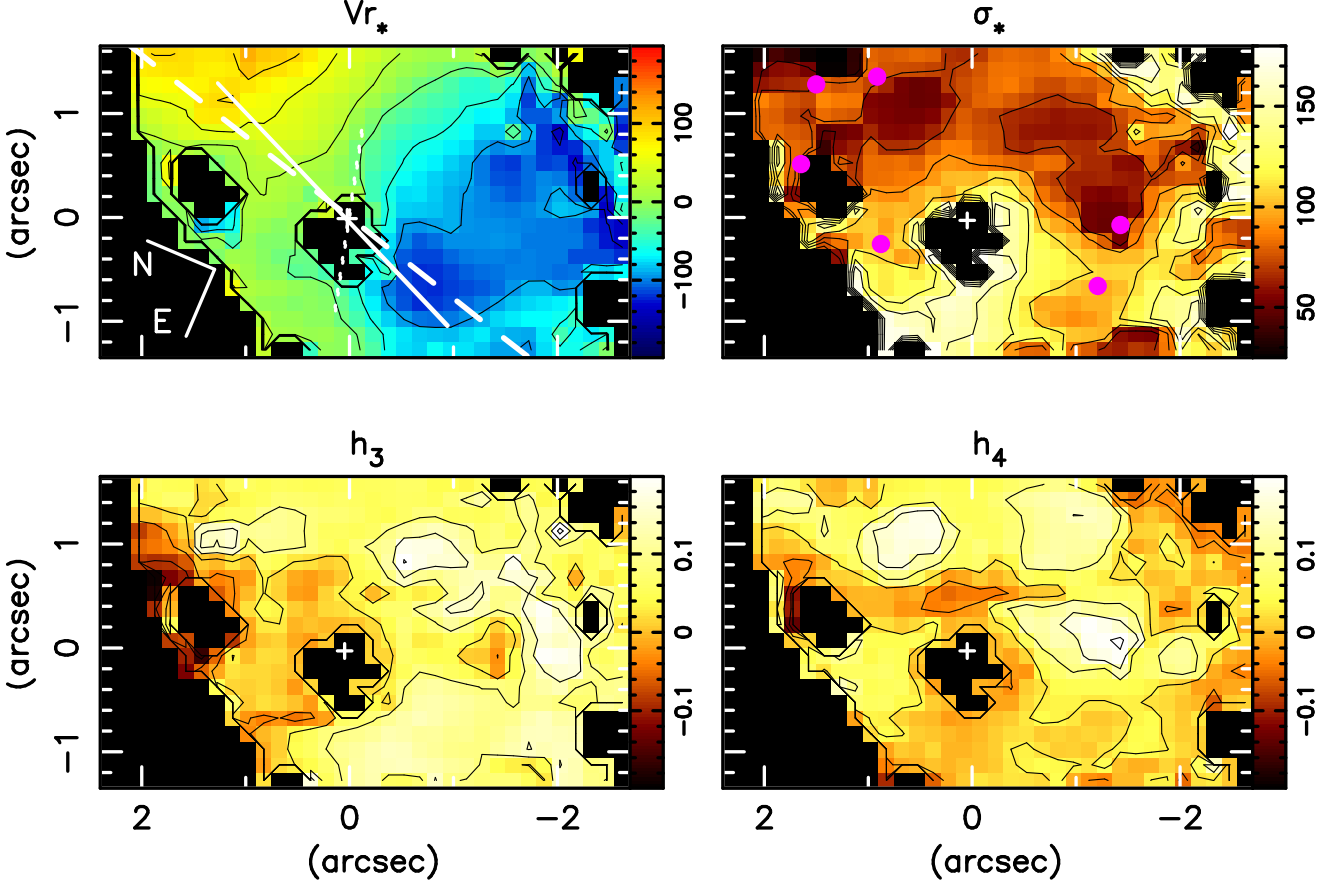 Vr* σ*
(arcsec) 1 0 −1 N E 100 0 −100 150 100 50
h3 h4
(arcsec) 1 0 −1 0.1 0 −0.1 0.1 0 −0.1
2 0 −2 2 0 −2
(arcsec) (arcsec)